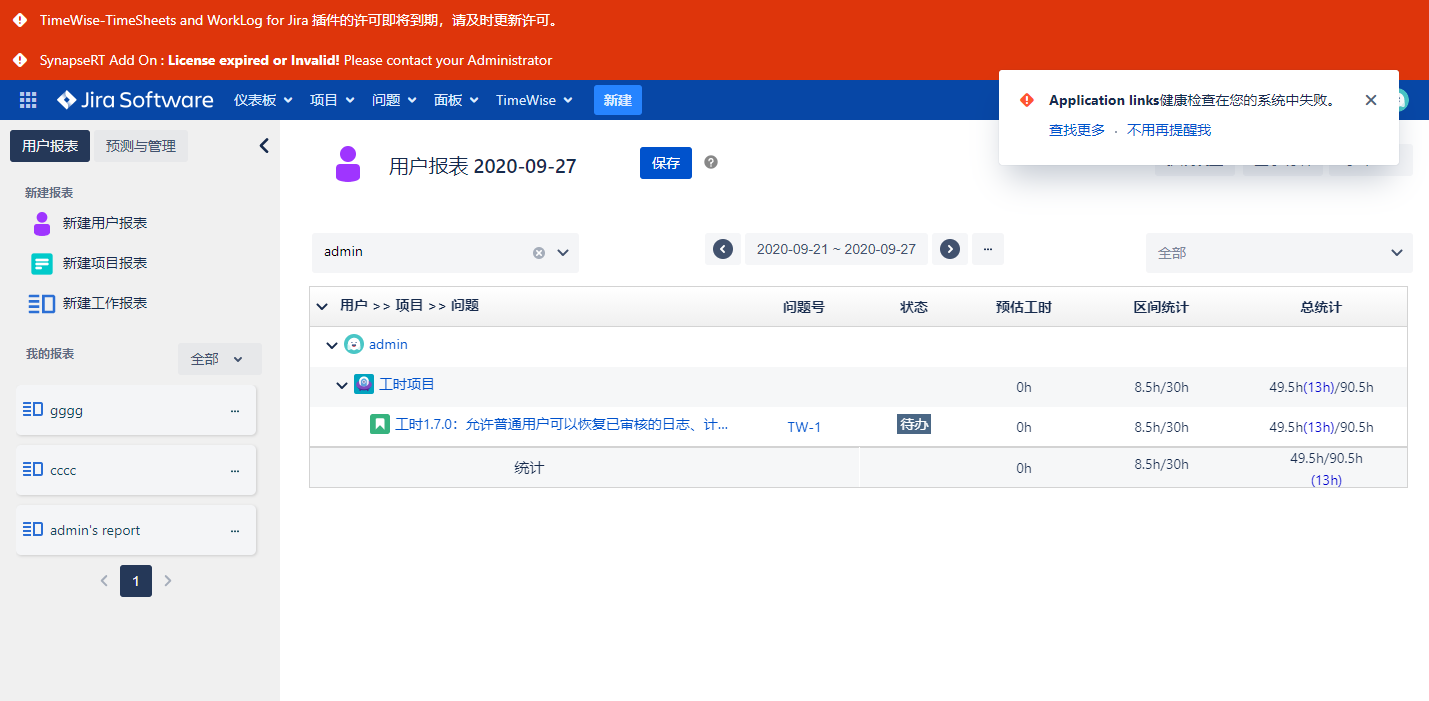 TimeWise-TimeSheets and WorkLog for Jira 插件的许可即将到期，请及时更新许可。
SynapseRT Add On : License expired or Invalid! Please contact your Administrator
Jira Software 仪表板 项目 问题 面板 TimeWise 新建
Application links健康检查在您的系统中失败。
查找更多 · 不用再提醒我
用户报表 预测与管理
用户报表 2020-09-27 保存
新建报表
新建用户报表
新建项目报表
新建工作报表
我的报表 全部
gggg ...
cccc ...
admin's report ...
1
admin 2020-09-21 ~ 2020-09-27 ... 全部
用户 >> 项目 >> 问题 问题号 状态 预估工时 区间统计 总统计
admin
工时项目 0h 8.5h/30h 49.5h(13h)/90.5h
工时1.7.0：允许普通用户可以恢复已审核的日志、计... TW-1 待办 0h 8.5h/30h 49.5h(13h)/90.5h
统计 0h 8.5h/30h 49.5h/90.5h
(13h)